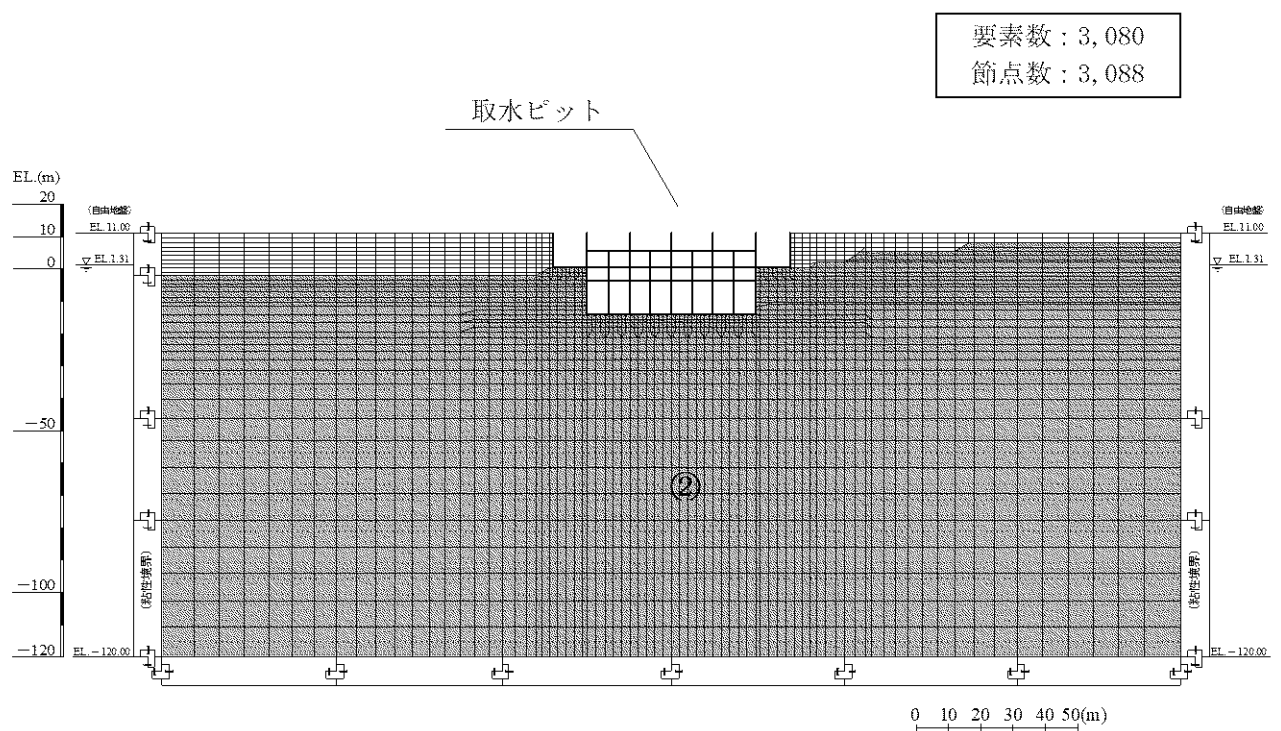 要素数：3,080
節点数：3,088
取水ピット
EL.(m)
20
10
0
−50
−100
−120
(自由地盤)
EL.11.00
EL.1.31
(粘性境界)
EL.−120.00
②
(自由地盤)
EL.11.00
EL.1.31
(粘性境界)
EL.−120.00
0 10 20 30 40 50(m)